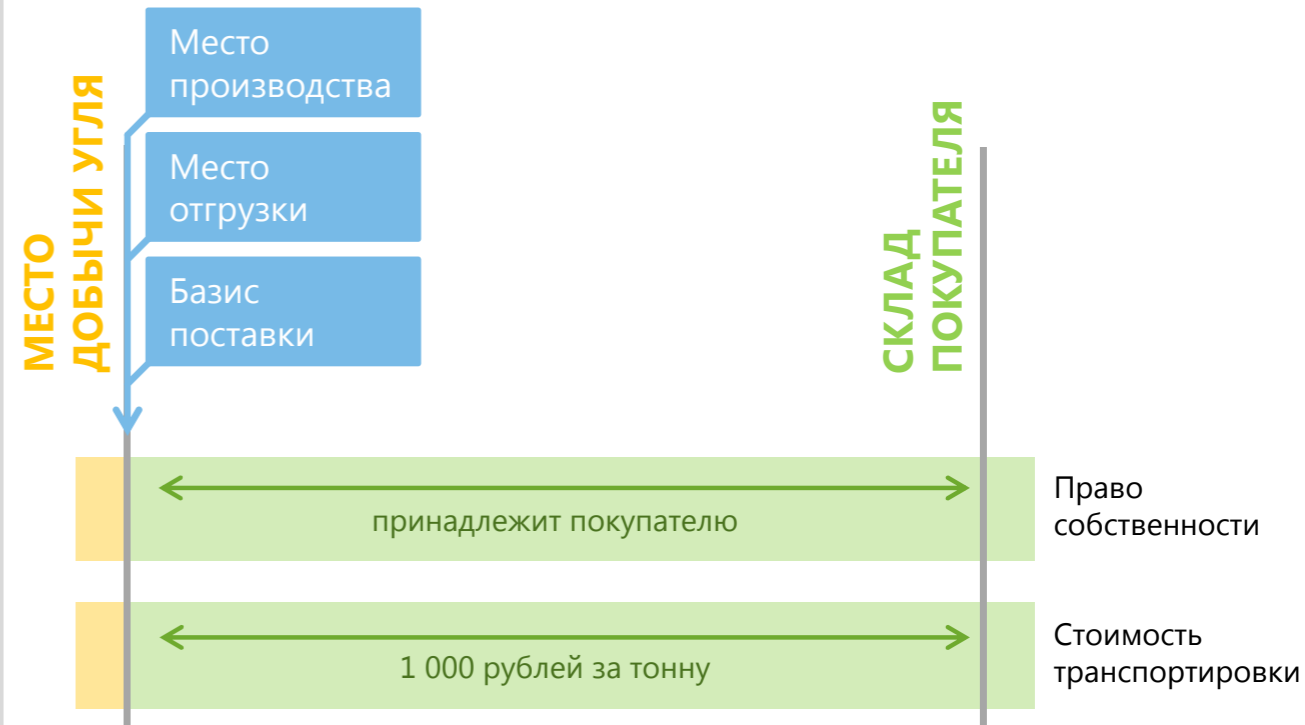 МЕСТО
ДОБЫЧИ УГЛЯ
Место
производства
Место
отгрузки
Базис
поставки
СКЛАД
ПОКУПАТЕЛЯ
принадлежит покупателю
Право
собственности
1 000 рублей за тонну
Стоимость
транспортировки